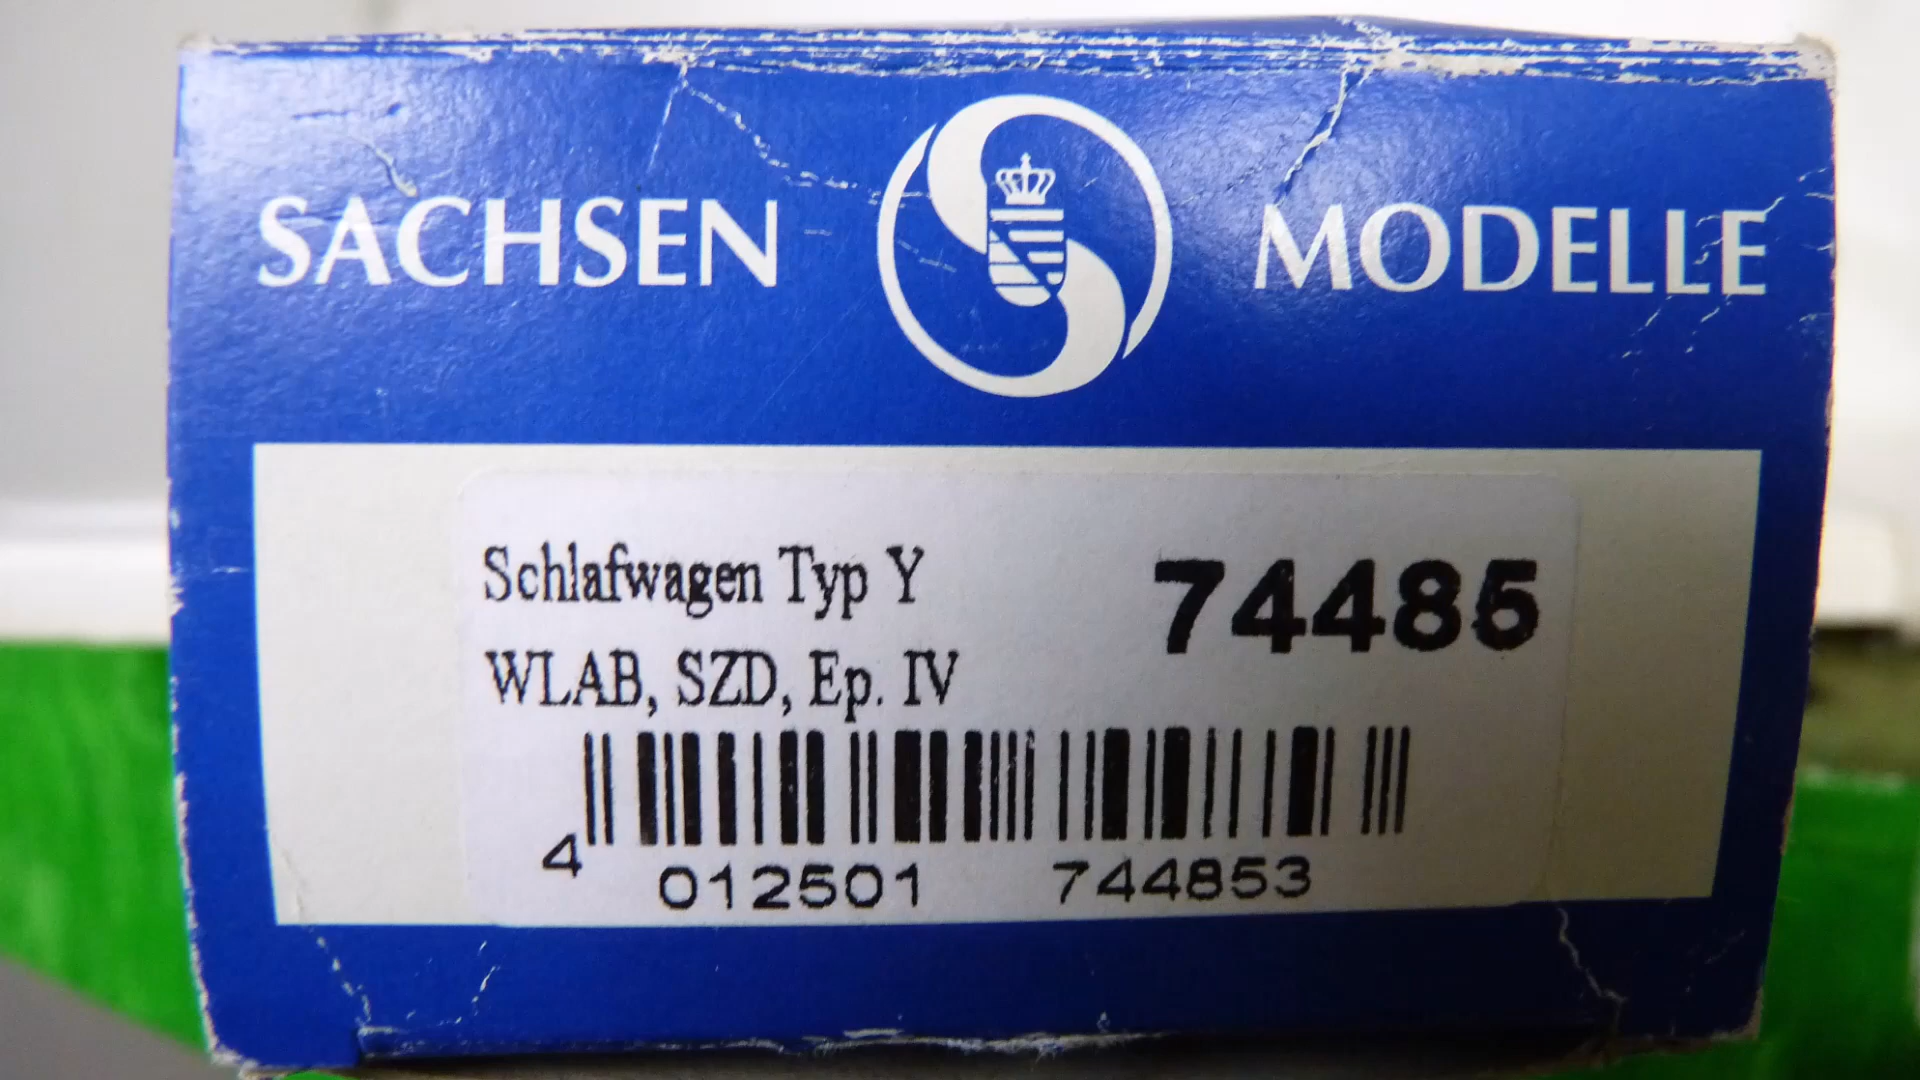 SACHSEN MODELLE
Schlafwagen Typ Y 74485
WLAB, SZD, Ep. IV
4 012501 744853